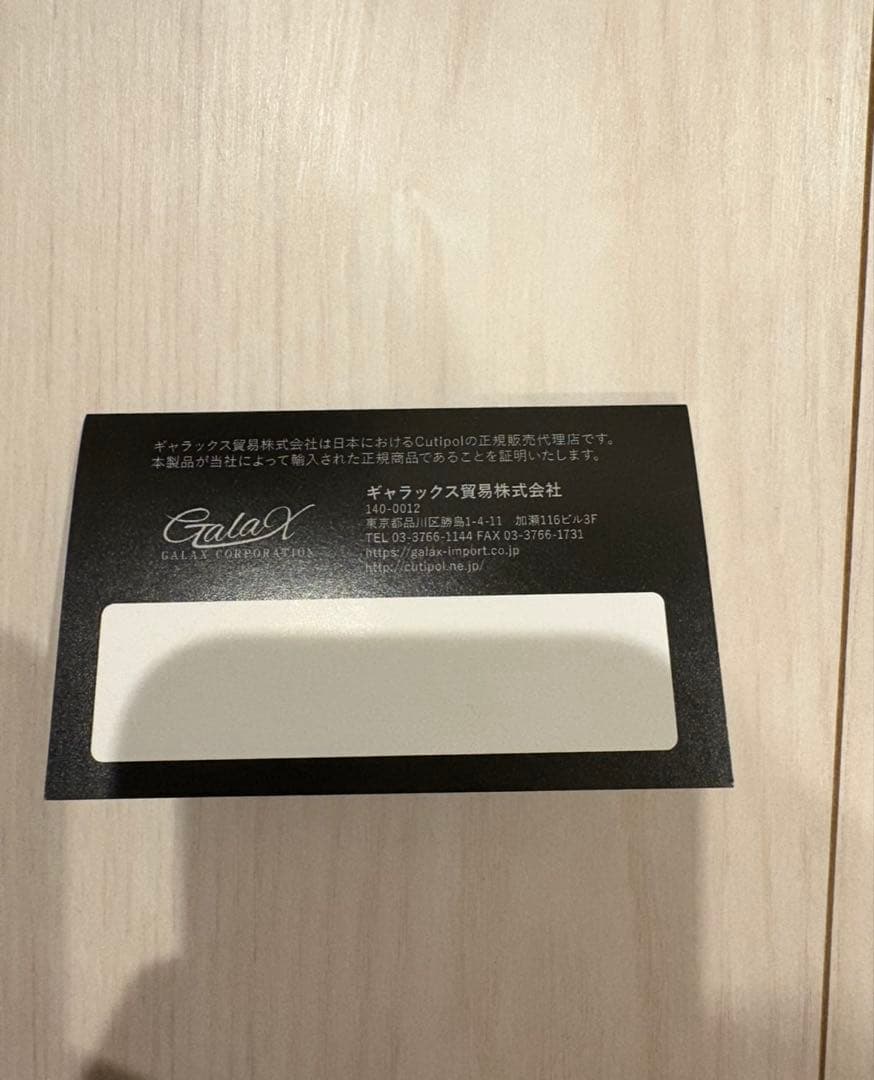 ギャラックス貿易株式会社は日本におけるCutipolの正規販売代理店です。
本製品が当社によって輸入された正規商品であることを証明いたします。
GalaX
GALAX CORPORATION
ギャラックス貿易株式会社
140-0012
東京都品川区勝島1-4-11　加瀬116ビル3F
TEL 03-3766-1144 FAX 03-3766-1731
https://galax-import.co.jp
http://cutipol.ne.jp/